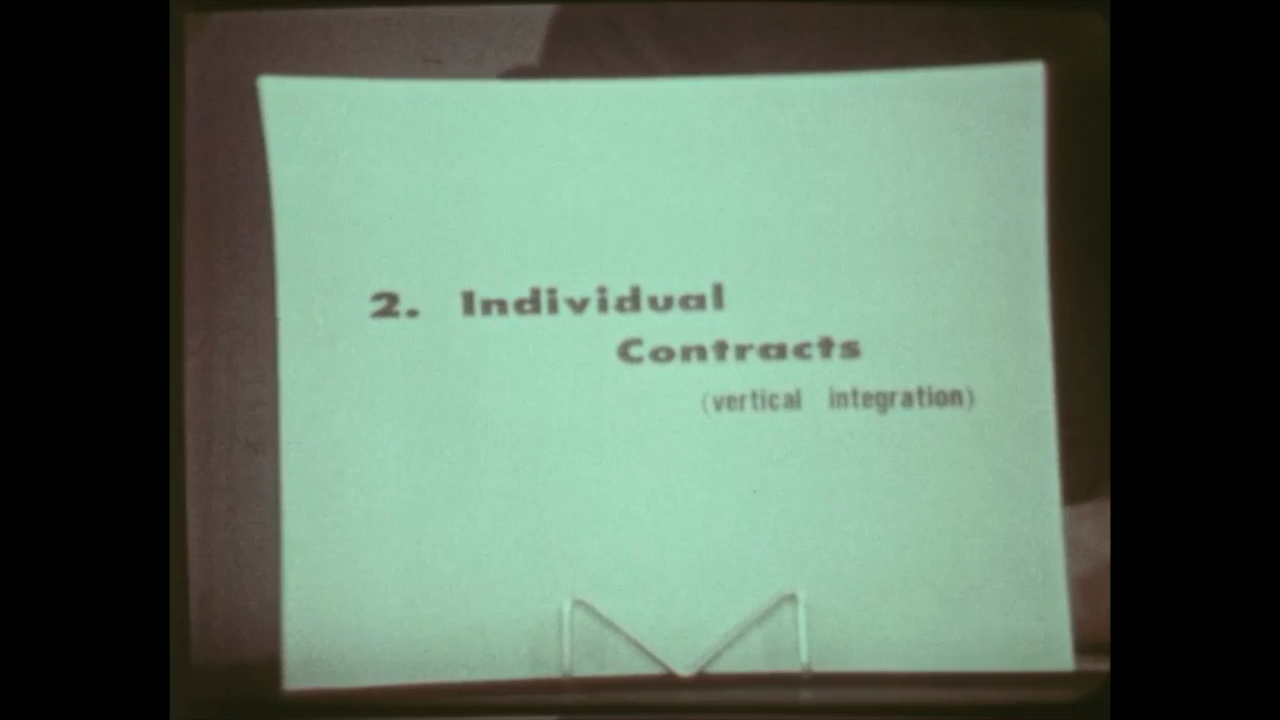 2. Individual
Contracts
(vertical integration)